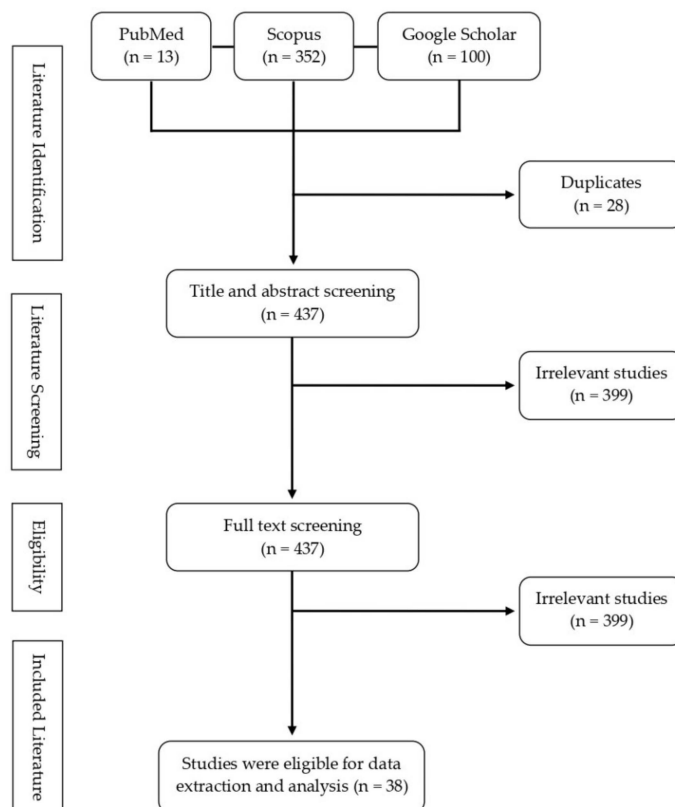 PubMed
(n = 13)
Scopus
(n = 352)
Google Scholar
(n = 100)
Literature Identification
Duplicates
(n = 28)
Title and abstract screening
(n = 437)
Literature Screening
Irrelevant studies
(n = 399)
Full text screening
(n = 437)
Eligibility
Irrelevant studies
(n = 399)
Included Literature
Studies were eligible for data
extraction and analysis (n = 38)